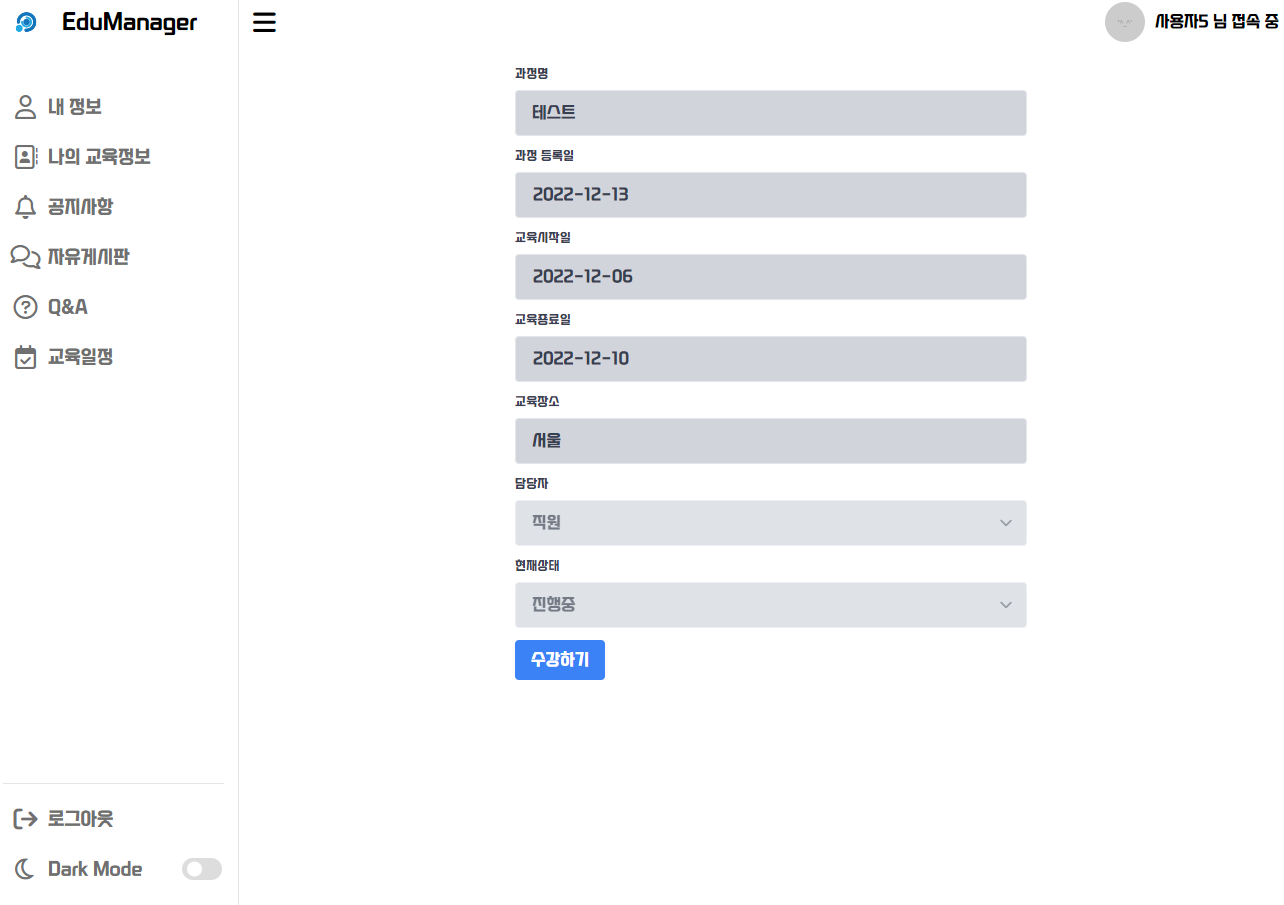 EduManager
사용자5 님 접속 중
내 정보
나의 교육정보
공지사항
자유게시판
Q&A
교육일정
과정명
테스트
과정 등록일
2022-12-13
교육시작일
2022-12-06
교육종료일
2022-12-10
교육장소
서울
담당자
직원
현재상태
진행중
수강하기
로그아웃
Dark Mode